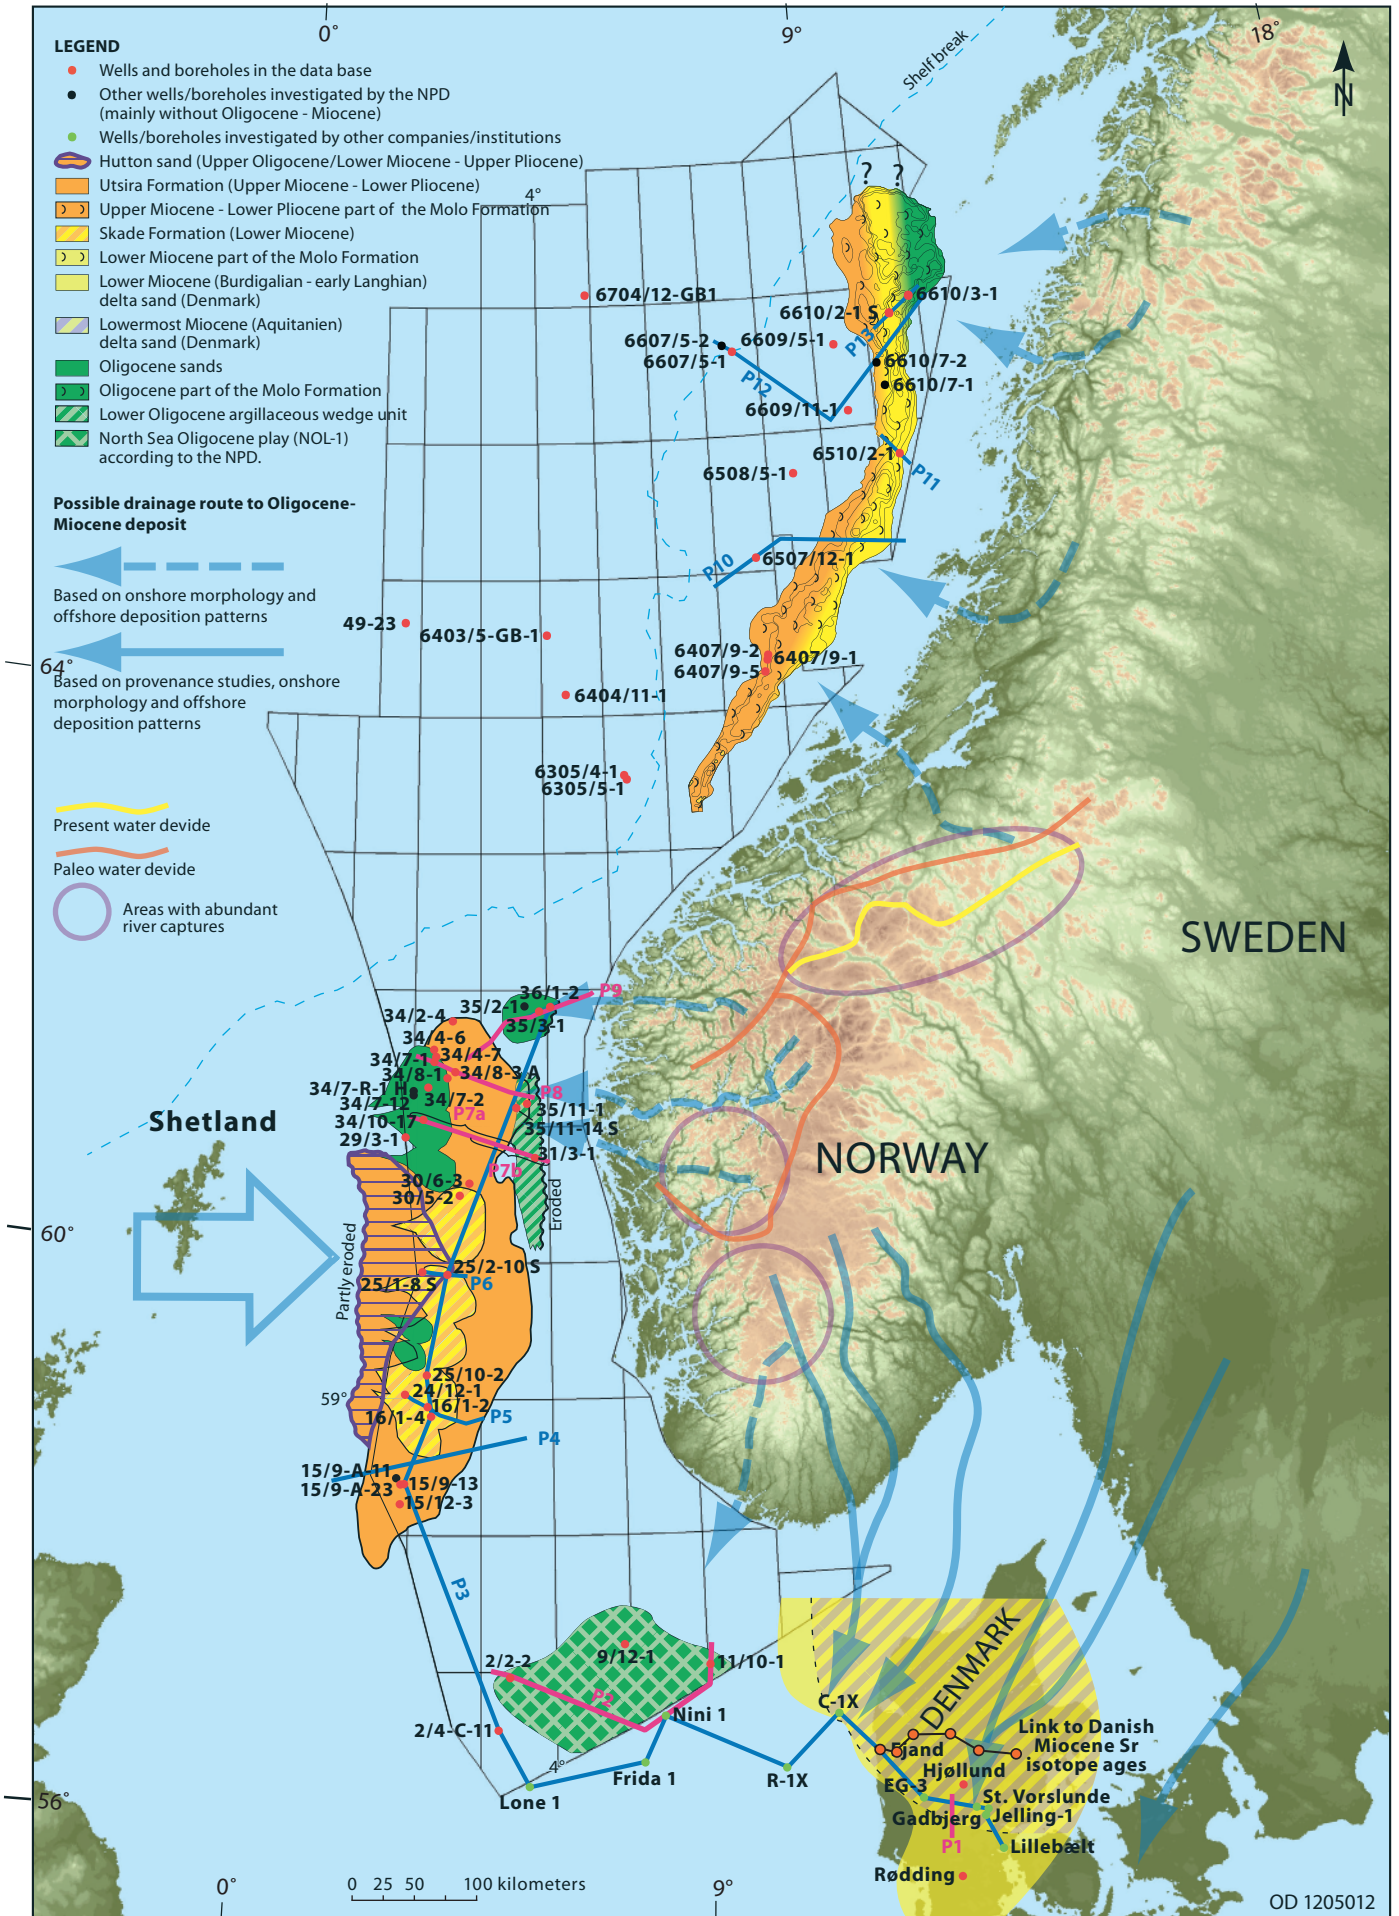 0°
9°
18°
LEGEND
Wells and boreholes in the data base
Other wells/boreholes investigated by the NPD
(mainly without Oligocene - Miocene)
Wells/boreholes investigated by other companies/institutions
Hutton sand (Upper Oligocene/Lower Miocene - Upper Pliocene)
Utsira Formation (Upper Miocene - Lower Pliocene)
Upper Miocene - Lower Pliocene part of  the Molo Formation
Skade Formation (Lower Miocene)
Lower Miocene part of the Molo Formation
Lower Miocene (Burdigalian - early Langhian)
delta sand (Denmark)
Lowermost Miocene (Aquitanien)
delta sand (Denmark)
Oligocene sands
Oligocene part of the Molo Formation
Lower Oligocene argillaceous wedge unit
North Sea Oligocene play (NOL-1)
according to the NPD.
Possible drainage route to Oligocene-
Miocene deposit
Based on onshore morphology and
offshore deposition patterns
Based on provenance studies, onshore
morphology and offshore
deposition patterns
Present water devide
Paleo water devide
Areas with abundant
river captures
Shelf break
N
4°
? ?
6704/12-GB1
6610/3-1
6610/2-1 S
P13
6607/5-2
6609/5-1
6607/5-1
6610/7-2
P12
6610/7-1
6609/11-1
6510/2-1
P11
6508/5-1
P10
6507/12-1
49-23
6403/5-GB-1
6407/9-2
6407/9-1
6407/9-5
64°
6404/11-1
6305/4-1
6305/5-1
SWEDEN
NORWAY
Shetland
36/1-2
P9
35/2-1
35/3-1
34/2-4
34/4-6
34/4-7
34/7-1
34/8-3 A
34/8-1
34/7-R-1 H
P8
34/7-2
34/7-12
P7a
35/11-1
34/10-17
35/11-14 S
29/3-1
31/3-1
P7b
30/6-3
30/5-2
Eroded
60°
Partly eroded
25/2-10 S
25/1-8 S
P6
25/10-2
24/12-1
59°
16/1-2
16/1-4
P5
P4
15/9-A-11
15/9-13
15/9-A-23
15/12-3
P3
9/12-1
2/2-2
11/10-1
P2
Nini 1
2/4-C-11
4°
Frida 1
Lone 1
R-1X
C-1X
DENMARK
Link to Danish
Miocene Sr
isotope ages
Fjand
Hjøllund
EG-3
St. Vorslunde
Gadbjerg
Jelling-1
P1
Lillebælt
Rødding
56°
0°
9°
0 25 50 100 kilometers
OD 1205012